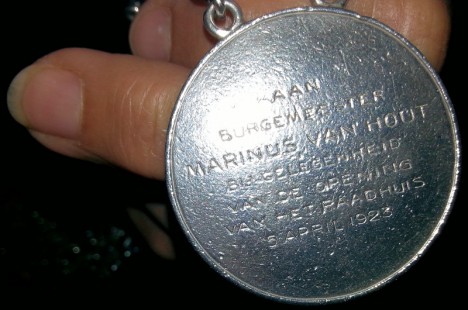 AAN
BURGEMEESTER
MARINUS VAN HOUT
BIJ GELEGENHEID
VAN DE OPENING
VAN HET RAADHUIS
5 APRIL 1923